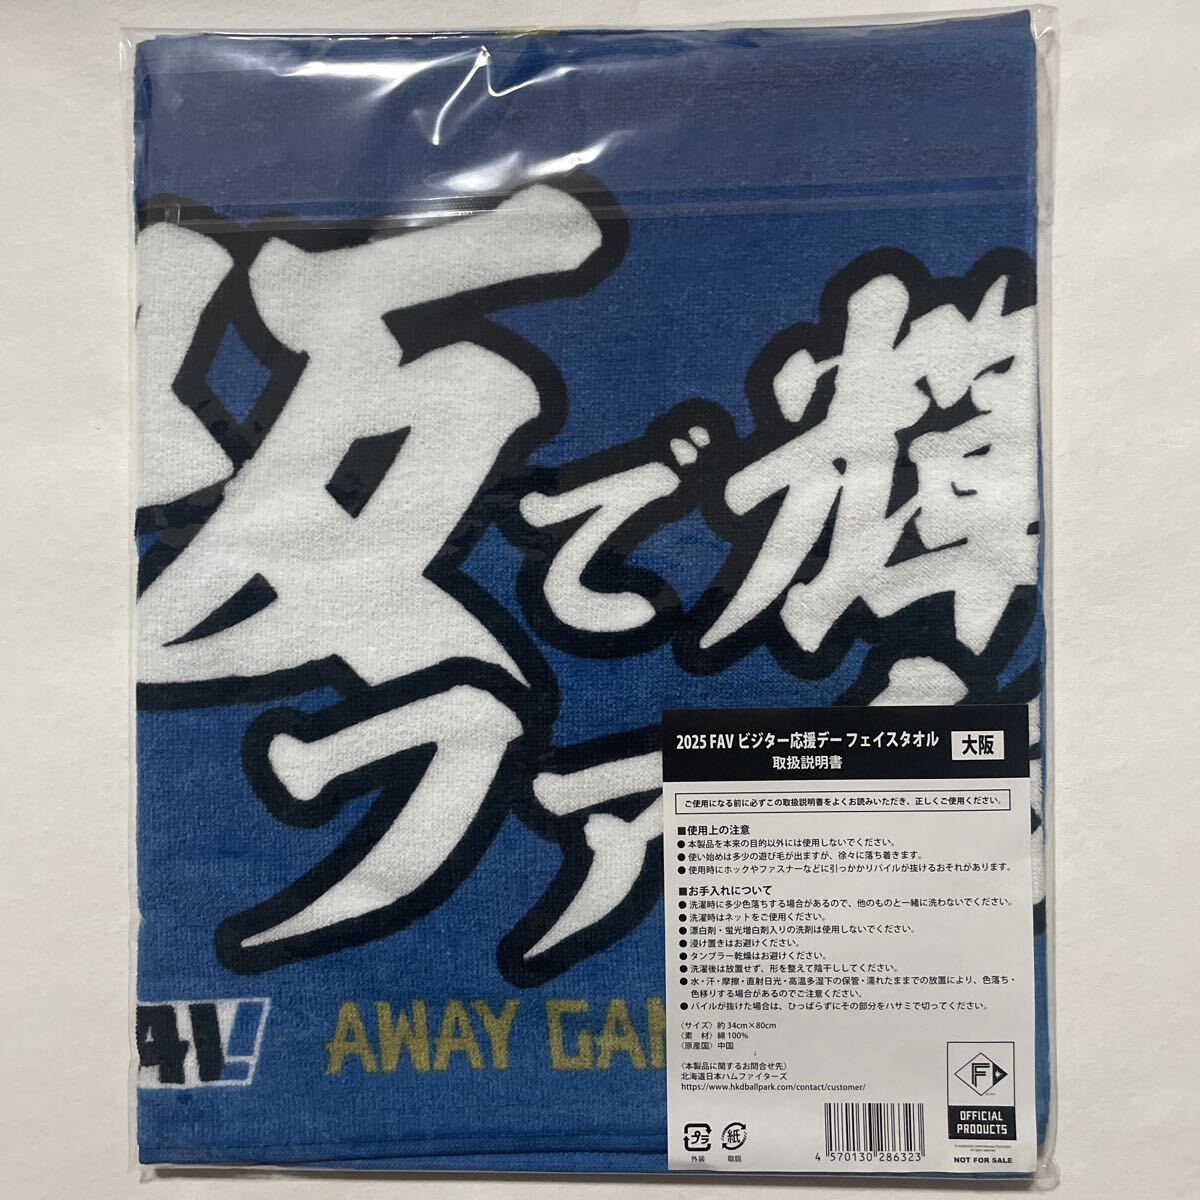 阪で輝
ファイ
AWAY GAM
2025 FAV ビジター応援デー フェイスタオル
取扱説明書
大阪
ご使用になる前に必ずこの取扱説明書をよくお読みいただき、正しくご使用ください。
■使用上の注意
● 本製品を本来の目的以外には使用しないでください。
● 使い始めは多少の遊び毛が出ますが、徐々に落ち着きます。
● 使用時にホックやファスナーなどに引っかかりパイルが抜けるおそれがあります。
■お手入れについて
● 洗濯時に多少色落ちする場合があるので、他のものと一緒に洗わないでください。
● 洗濯時はネットをご使用ください。
● 漂白剤・蛍光増白剤入りの洗剤は使用しないでください。
● 浸け置きはお避けください。
● タンブラー乾燥はお避けください。
● 洗濯後は放置せず、形を整えて陰干ししてください。
● 水・汗・摩擦・直射日光・高温多湿下の保管・濡れたままでの放置により、色落ち・
色移りする場合があるのでご注意ください。
● パイルが抜けた場合は、ひっぱらずにその部分をハサミで切ってください。
〈サイズ〉約 34cm×80cm
〈素　材〉綿 100%
〈原産国〉中国
〈本製品に関するお問合せ先〉
北海道日本ハムファイターズ
https://www.hkdballpark.com/contact/customer/
プラ
外装
紙
取説
4 570130 286323
F
OFFICIAL
PRODUCTS
NOT FOR SALE